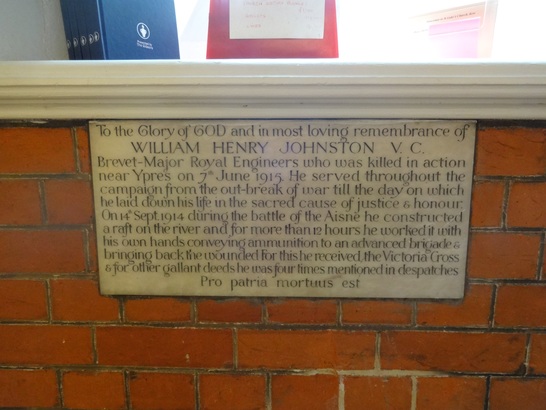 To the Glory of GOD and in most loving remembrance of
WILLIAM HENRY JOHNSTON V. C.
Brevet-Major Royal Engineers who was killed in action
near Ypres on 7th June 1915. He served throughout the
campaign from the out-break of war till the day on which
he laid down his life in the sacred cause of justice & honour.
On 14th Sept. 1914 during the battle of the Aisne he constructed
a raft on the river and for more than 12 hours he worked it with
his own hands conveying ammunition to an advanced brigade &
bringing back the wounded. For this he received the Victoria Cross
& for other gallant deeds he was four times mentioned in despatches
Pro patria mortuus est